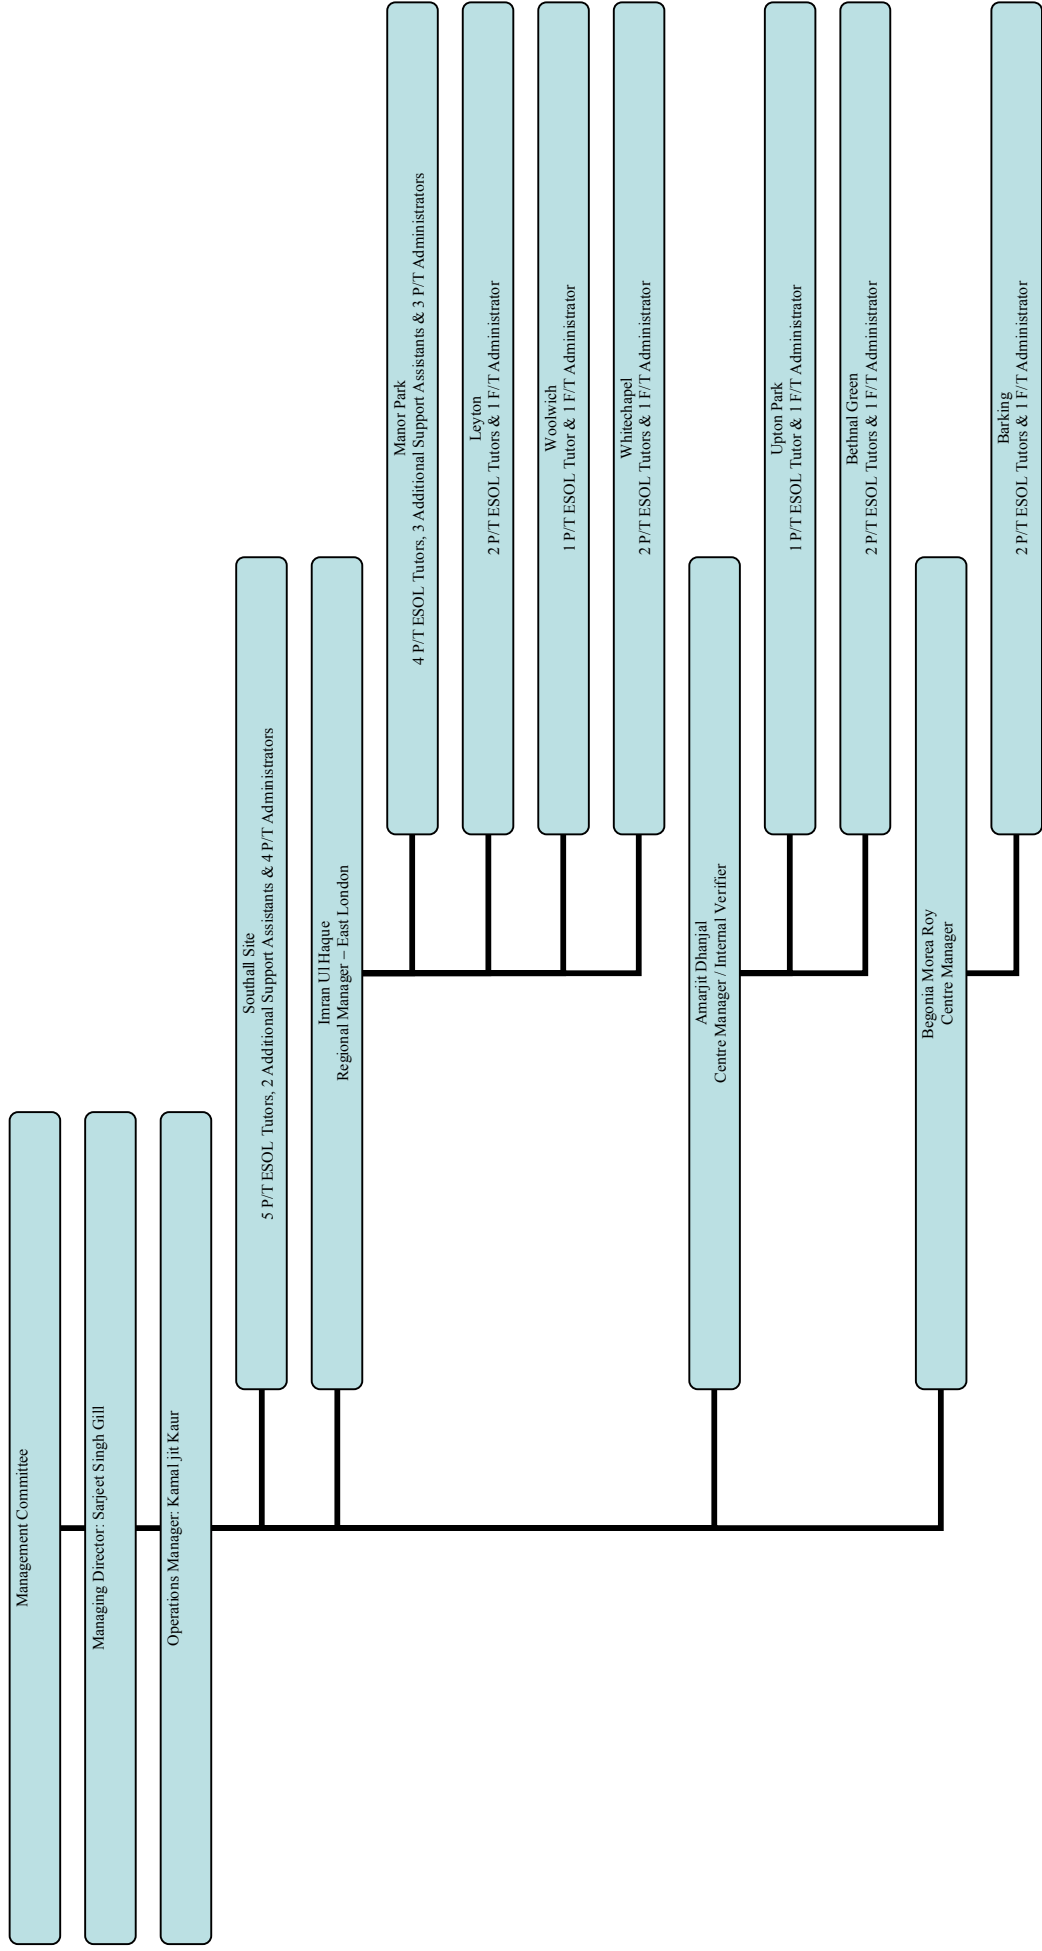 Management Committee
Managing Director: Sarjeet Singh Gill
Operations Manager: Kamaljit Kaur
Southall Site
5 P/T ESOL Tutors, 2 Additional Support Assistants & 4 P/T Administrators
Imran Ul Haque
Regional Manager – East London
Manor Park
4 P/T ESOL Tutors, 3 Additional Support Assistants & 3 P/T Administrators
Leyton
2 P/T ESOL Tutors & 1 F/T Administrator
Woolwich
1 P/T ESOL Tutor & 1 F/T Administrator
Whitechapel
2 P/T ESOL Tutors & 1 F/T Administrator
Amarjit Dhanjal
Centre Manager / Internal Verifier
Upton Park
1 P/T ESOL Tutor & 1 F/T Administrator
Bethnal Green
2 P/T ESOL Tutors & 1 F/T Administrator
Begonia Morea Roy
Centre Manager
Barking
2 P/T ESOL Tutors & 1 F/T Administrator